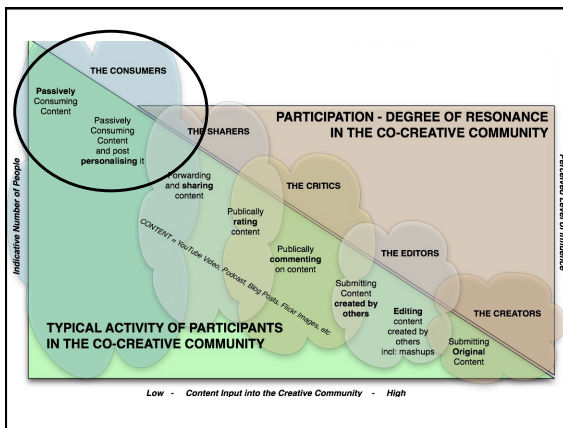 THE CONSUMERS
Passively
Consuming
Content
Passively
Consuming
Content
and post
personalising it
PARTICIPATION - DEGREE OF RESONANCE
IN THE CO-CREATIVE COMMUNITY
THE SHARERS
Forwarding
and sharing
content
THE CRITICS
Publically
rating
content
Publically
commenting
on content
THE EDITORS
Submitting
Content
created by
others
Editing
content
created by
others
incl: mashups
THE CREATORS
Submitting
Original
Content
CONTENT = YouTube Video. Podcast, Blog Posts. Flickr Images, etc
TYPICAL ACTIVITY OF PARTICIPANTS
IN THE CO-CREATIVE COMMUNITY
Indicative Number of People
Perceived Level of Influence
Low - Content Input into the Creative Community - High